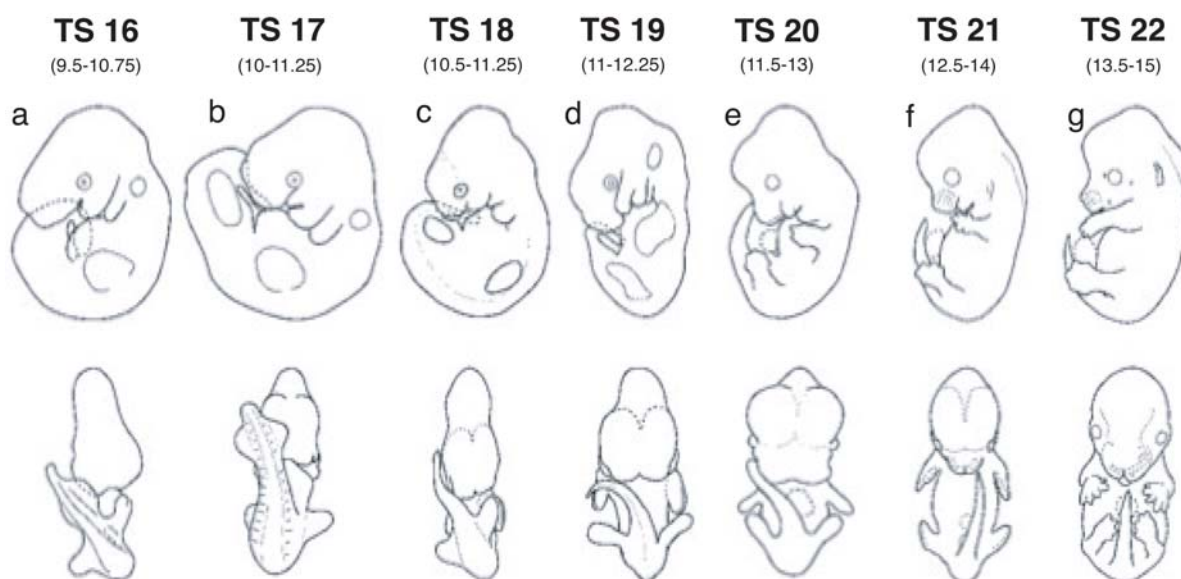 TS 16 TS 17 TS 18 TS 19 TS 20 TS 21 TS 22
(9.5-10.75) (10-11.25) (10.5-11.25) (11-12.25) (11.5-13) (12.5-14) (13.5-15)
a b c d e f g